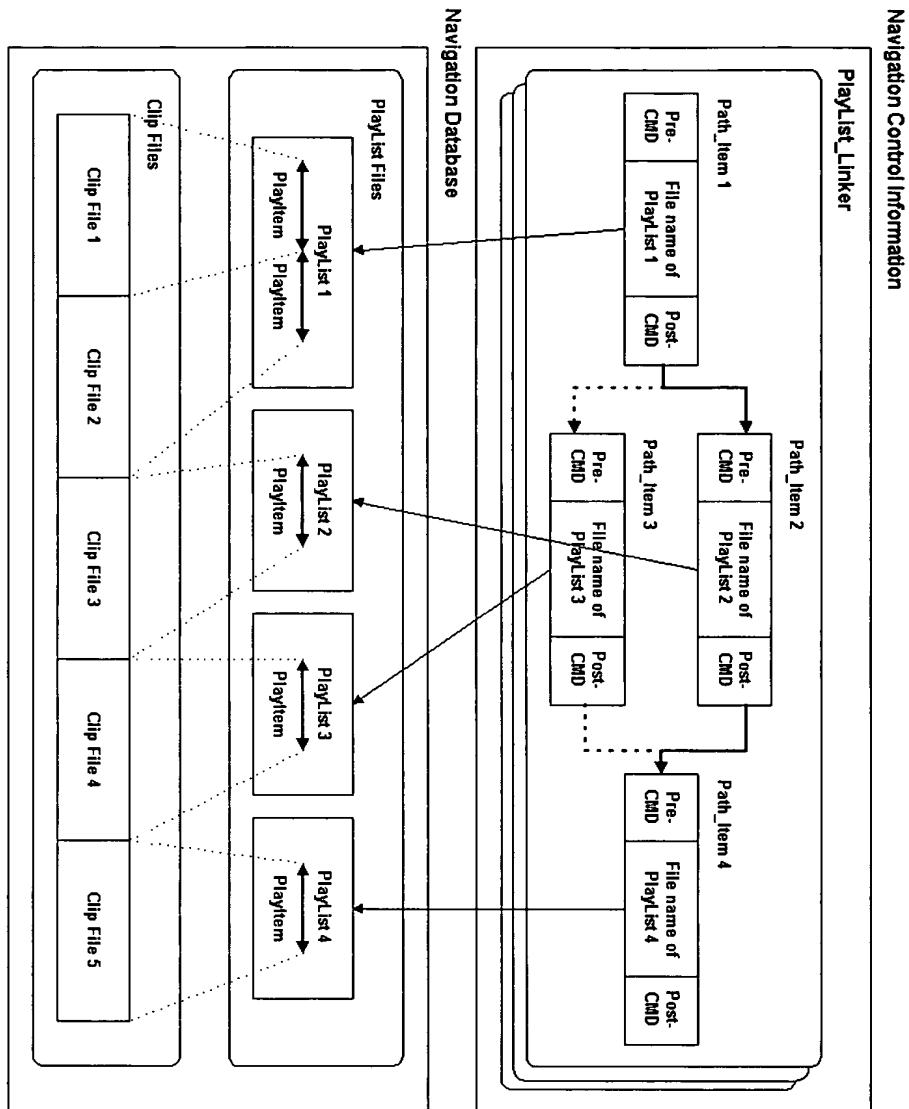 Navigation Control Information
PlayList_Linker
Path_Item 1
Pre-
CMD
File name of
PlayList 1
Post-
CMD
Path_Item 2
Pre-
CMD
File name of
PlayList 2
Post-
CMD
Path_Item 3
Pre-
CMD
File name of
PlayList 3
Post-
CMD
Path_Item 4
Pre-
CMD
File name of
PlayList 4
Post-
CMD
Navigation Database
PlayList Files
PlayList 1
PlayItem
PlayItem
PlayList 2
PlayItem
PlayList 3
PlayItem
PlayList 4
PlayItem
Clip Files
Clip File 1
Clip File 2
Clip File 3
Clip File 4
Clip File 5